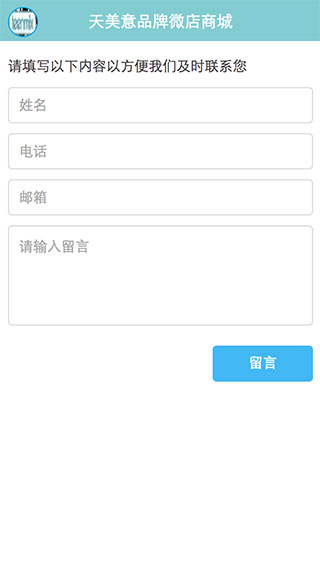 天美意品牌微店商城
请填写以下内容以方便我们及时联系您
姓名
电话
邮箱
请输入留言
留言